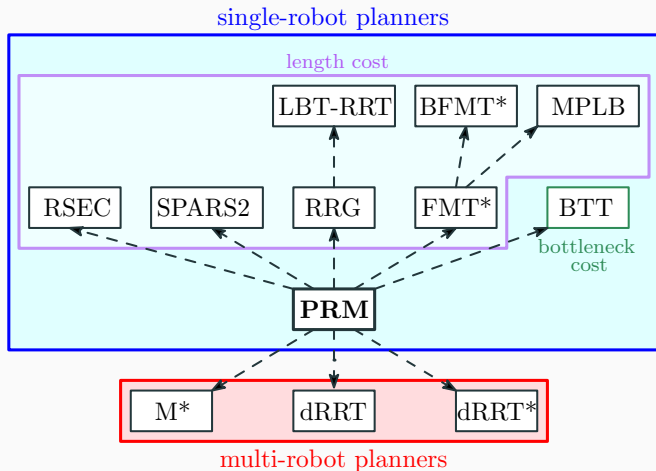 single-robot planners
length cost
LBT-RRT
BFMT*
MPLB
RSEC
SPARS2
RRG
FMT*
BTT
bottleneck
cost
PRM
M*
dRRT
dRRT*
multi-robot planners